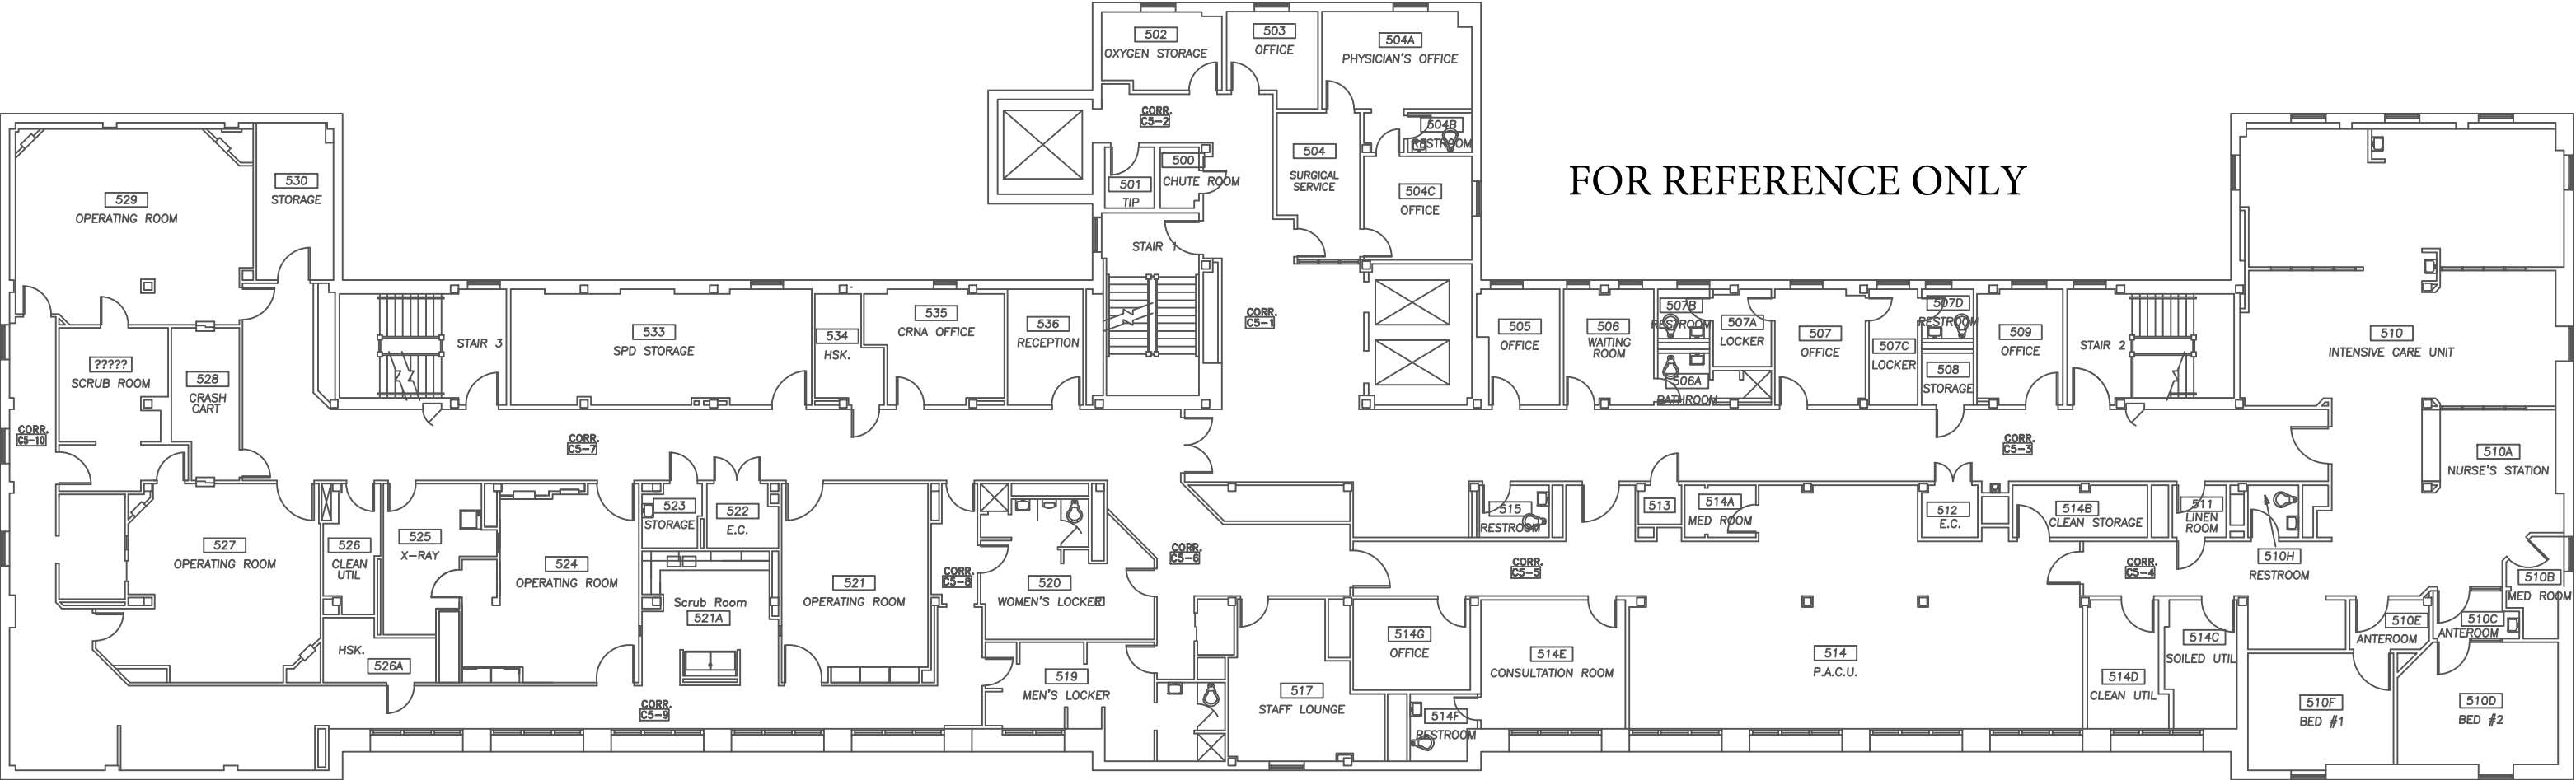 502
OXYGEN STORAGE
503
OFFICE
504A
PHYSICIAN'S OFFICE
CORR.
C5-2
504B
RESTROOM
500
CHUTE ROOM
501
TIP
504
SURGICAL
SERVICE
504C
OFFICE
FOR REFERENCE ONLY
STAIR 1
CORR.
C5-1
529
OPERATING ROOM
530
STORAGE
STAIR 3
533
SPD STORAGE
534
HSK.
535
CRNA OFFICE
536
RECEPTION
505
OFFICE
506
WAITING
ROOM
507B
RESTROOM
506A
BATHROOM
507A
LOCKER
507
OFFICE
507C
LOCKER
507D
RESTROOM
508
STORAGE
509
OFFICE
STAIR 2
510
INTENSIVE CARE UNIT
?????
SCRUB ROOM
528
CRASH
CART
CORR.
C5-10
CORR.
C5-7
CORR.
C5-3
510A
NURSE'S STATION
527
OPERATING ROOM
526
CLEAN
UTIL
525
X-RAY
524
OPERATING ROOM
523
STORAGE
522
E.C.
Scrub Room
521A
521
OPERATING ROOM
CORR.
C5-8
520
WOMEN'S LOCKER
CORR.
C5-6
515
RESTROOM
513
514A
MED ROOM
512
E.C.
514B
CLEAN STORAGE
511
LINEN
ROOM
510H
RESTROOM
CORR.
C5-5
CORR.
C5-4
510B
MED ROOM
510E
ANTEROOM
510C
ANTEROOM
HSK.
526A
CORR.
C5-9
519
MEN'S LOCKER
517
STAFF LOUNGE
514G
OFFICE
514F
RESTROOM
514E
CONSULTATION ROOM
514
P.A.C.U.
514D
CLEAN UTIL
514C
SOILED UTIL
510F
BED #1
510D
BED #2